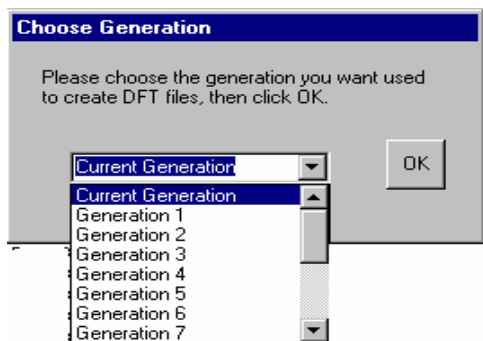 Choose Generation
Please choose the generation you want used
to create DFT files, then click OK.
Current Generation
OK
Current Generation
Generation 1
Generation 2
Generation 3
Generation 4
Generation 5
Generation 6
Generation 7